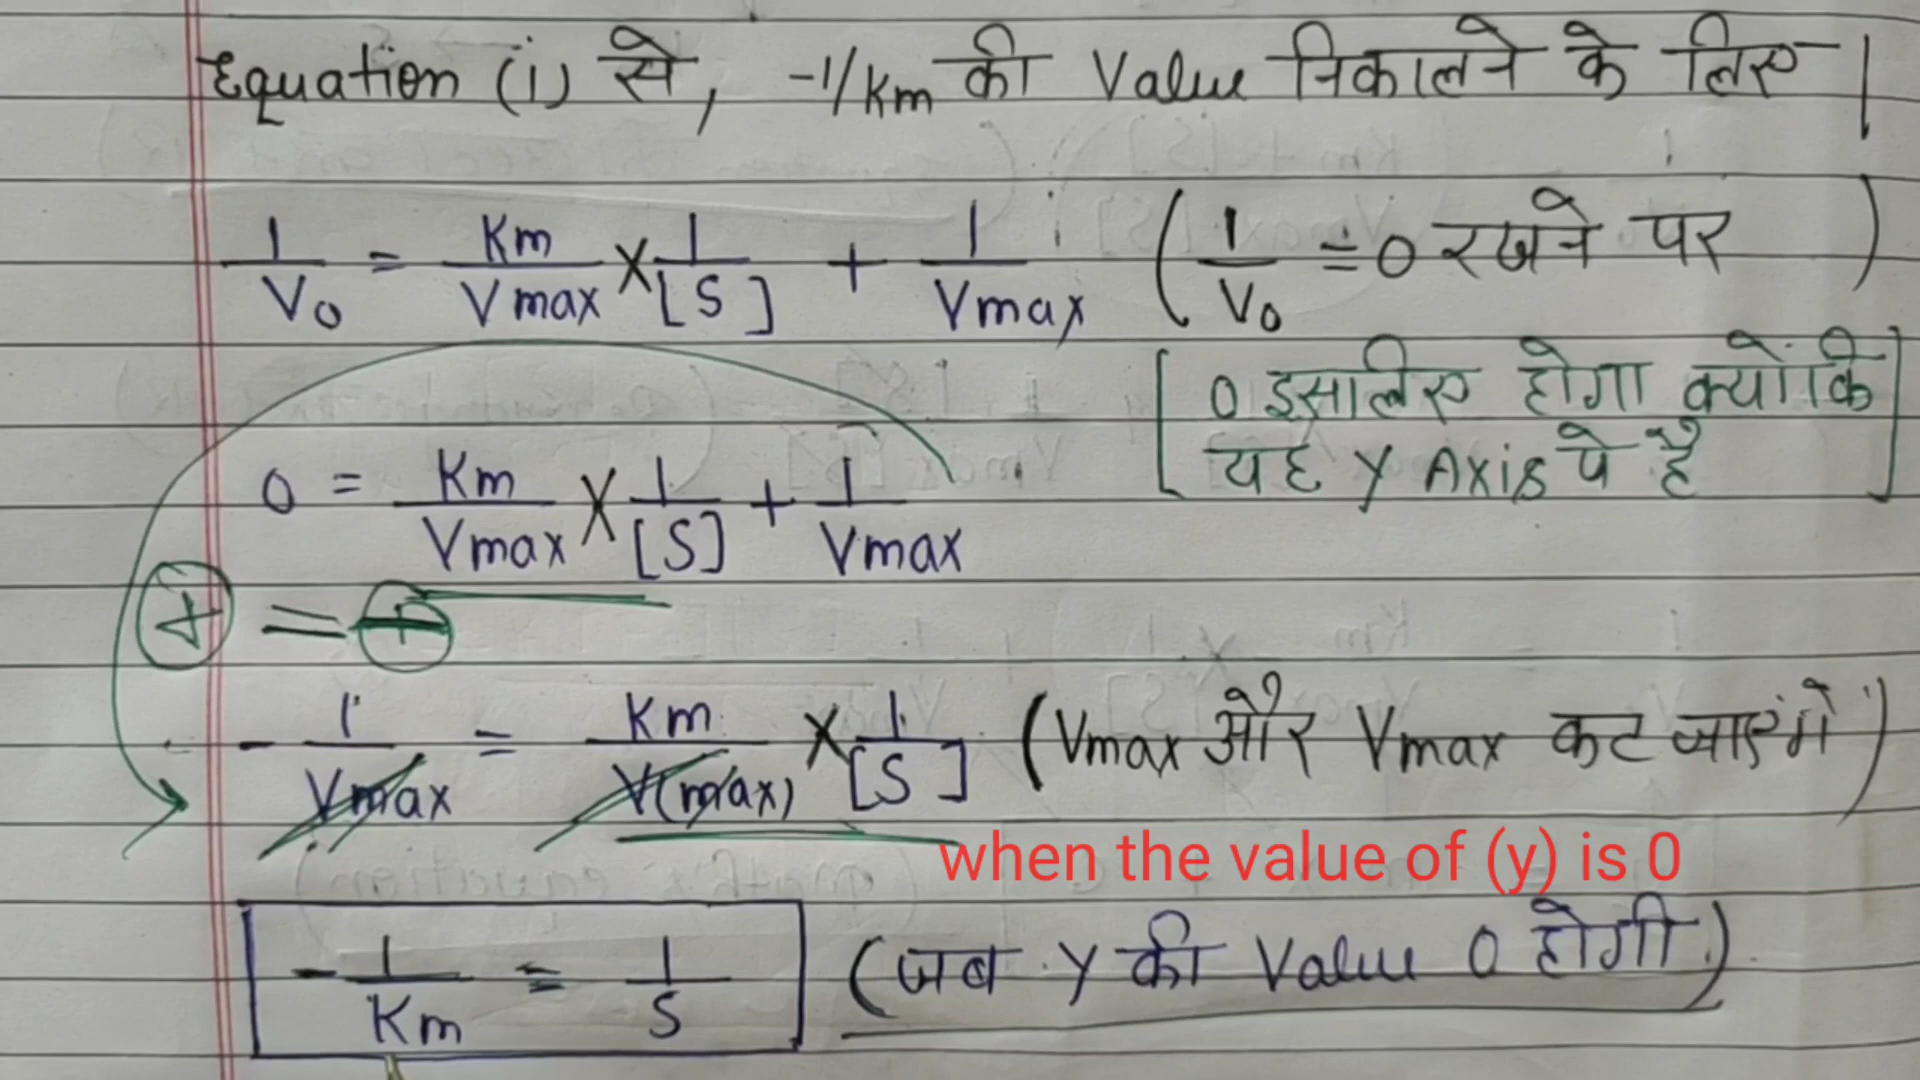 Equation (i) से, -1/Km की Value निकालने के लिए |
1/V₀ = Km/Vmax × 1/[S] + 1/Vmax (1/V₀ = 0 रखने पर)
[0 इसलिए होगा क्योंकि
यह y Axis पे है]
0 = Km/Vmax × 1/[S] + 1/Vmax
+ = +
- 1/Vmax = Km/V(max) × 1/[S] (Vmax और Vmax कट जाएंगे)
when the value of (y) is 0
- 1/Km = 1/S (जब y की Value 0 होगी)